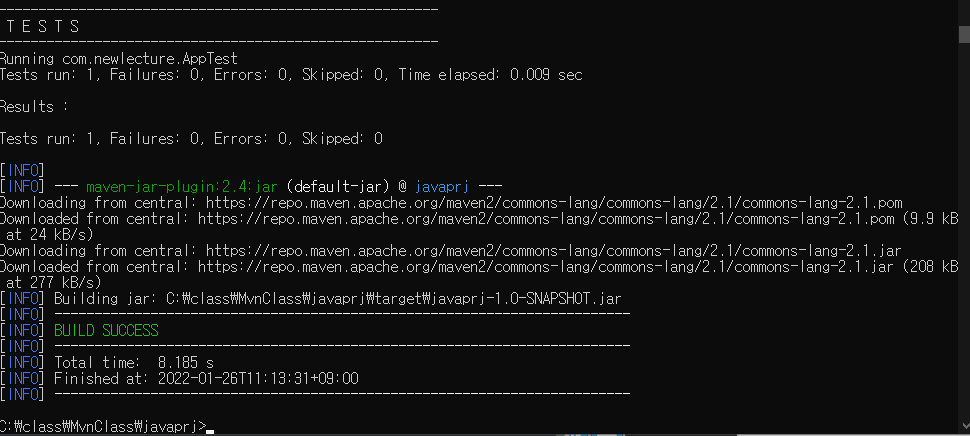 -------------------------------------------------------
 T E S T S
-------------------------------------------------------
Running com.newlecture.AppTest
Tests run: 1, Failures: 0, Errors: 0, Skipped: 0, Time elapsed: 0.009 sec
Results :
Tests run: 1, Failures: 0, Errors: 0, Skipped: 0
[INFO]
[INFO] --- maven-jar-plugin:2.4:jar (default-jar) @ javaprj ---
Downloading from central: https://repo.maven.apache.org/maven2/commons-lang/commons-lang/2.1/commons-lang-2.1.pom
Downloaded from central: https://repo.maven.apache.org/maven2/commons-lang/commons-lang/2.1/commons-lang-2.1.pom (9.9 kB
 at 24 kB/s)
Downloading from central: https://repo.maven.apache.org/maven2/commons-lang/commons-lang/2.1/commons-lang-2.1.jar
Downloaded from central: https://repo.maven.apache.org/maven2/commons-lang/commons-lang/2.1/commons-lang-2.1.jar (208 kB
 at 277 kB/s)
[INFO] Building jar: C:₩class₩MvnClass₩javaprj₩target₩javaprj-1.0-SNAPSHOT.jar
[INFO] ------------------------------------------------------------------------
[INFO] BUILD SUCCESS
[INFO] ------------------------------------------------------------------------
[INFO] Total time:  8.185 s
[INFO] Finished at: 2022-01-26T11:13:31+09:00
[INFO] ------------------------------------------------------------------------
C:₩class₩MvnClass₩javaprj>